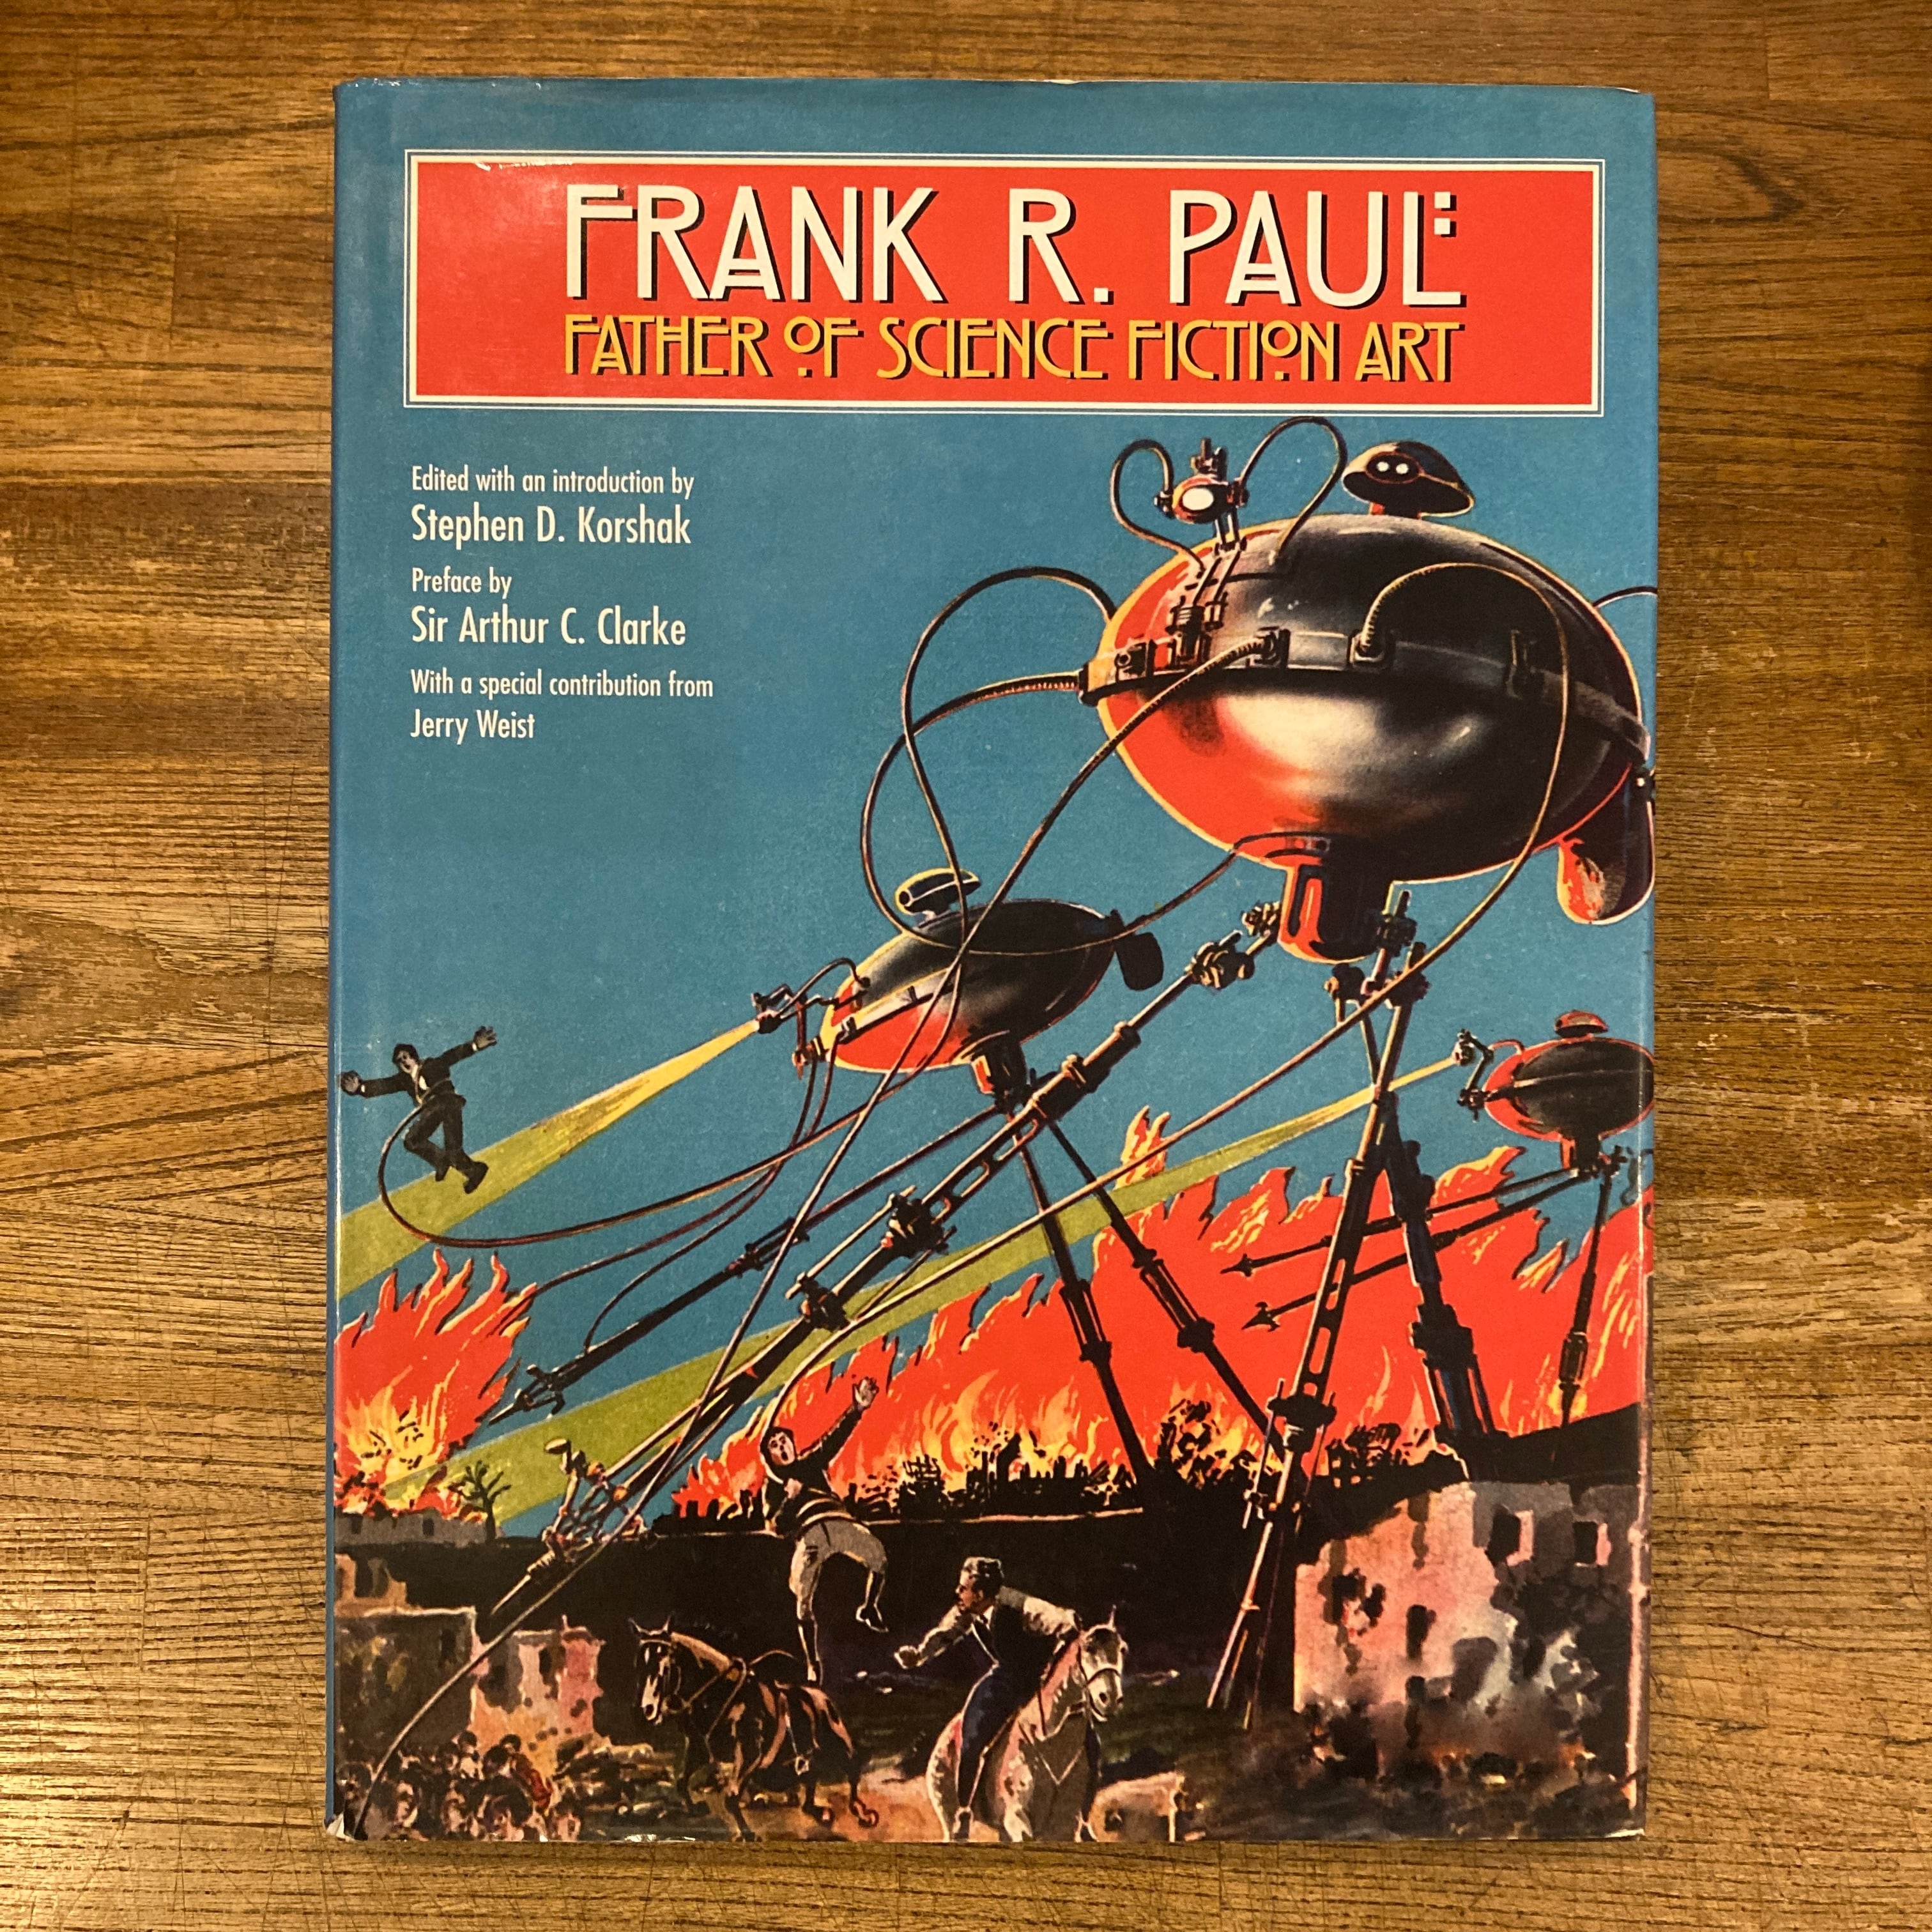 FRANK R. PAUL
FATHER OF SCIENCE FICTION ART
Edited with an introduction by
Stephen D. Korshak
Preface by
Sir Arthur C. Clarke
With a special contribution from
Jerry Weist